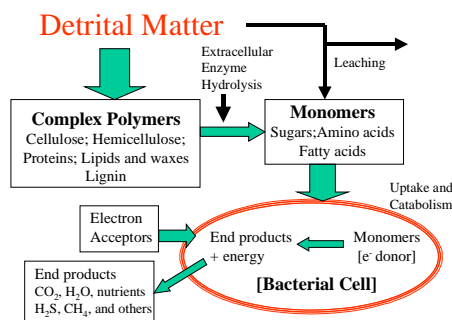 Detrital Matter
Extracellular
Enzyme
Hydrolysis
Leaching
Complex Polymers
Cellulose; Hemicellulose;
Proteins; Lipids and waxes
Lignin
Monomers
Sugars;Amino acids
Fatty acids
Uptake and
Catabolism
Electron
Acceptors
End products
+ energy
Monomers
[e⁻ donor]
[Bacterial Cell]
End products
CO₂, H₂O, nutrients
H₂S, CH₄, and others